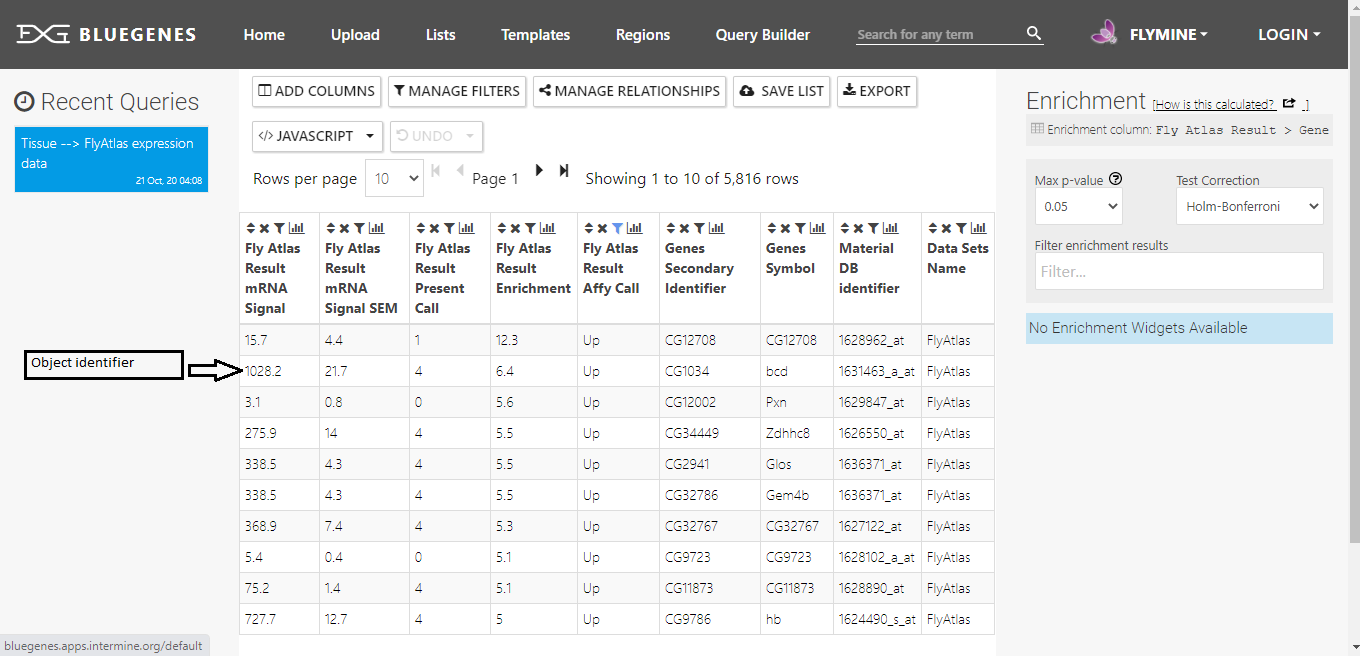 BLUEGENES Home Upload Lists Templates Regions Query Builder Search for any term FLYMINE LOGIN
Recent Queries
Tissue --> FlyAtlas expression
data
21 Oct, 20 04:08
Object identifier
ADD COLUMNS MANAGE FILTERS MANAGE RELATIONSHIPS SAVE LIST EXPORT
</> JAVASCRIPT UNDO
Rows per page 10 Page 1 Showing 1 to 10 of 5,816 rows
Fly Atlas Result mRNA Signal
Fly Atlas Result mRNA Signal SEM
Fly Atlas Result Present Call
Fly Atlas Result Enrichment
Fly Atlas Result Affy Call
Genes Secondary Identifier
Genes Symbol
Material DB identifier
Data Sets Name
15.7 4.4 1 12.3 Up CG12708 CG12708 1628962_at FlyAtlas
1028.2 21.7 4 6.4 Up CG1034 bcd 1631463_a_at FlyAtlas
3.1 0.8 0 5.6 Up CG12002 Pxn 1629847_at FlyAtlas
275.9 14 4 5.5 Up CG34449 Zdhhc8 1626550_at FlyAtlas
338.5 4.3 4 5.5 Up CG2941 Glos 1636371_at FlyAtlas
338.5 4.3 4 5.5 Up CG32786 Gem4b 1636371_at FlyAtlas
368.9 7.4 4 5.3 Up CG32767 CG32767 1627122_at FlyAtlas
5.4 0.4 0 5.1 Up CG9723 CG9723 1628102_a_at FlyAtlas
75.2 1.4 4 5.1 Up CG11873 CG11873 1628890_at FlyAtlas
727.7 12.7 4 5 Up CG9786 hb 1624490_s_at FlyAtlas
Enrichment [How is this calculated? ]
Enrichment column: Fly Atlas Result > Gene
Max p-value Test Correction
0.05 Holm-Bonferroni
Filter enrichment results
Filter...
No Enrichment Widgets Available
bluegenes.apps.intermine.org/default